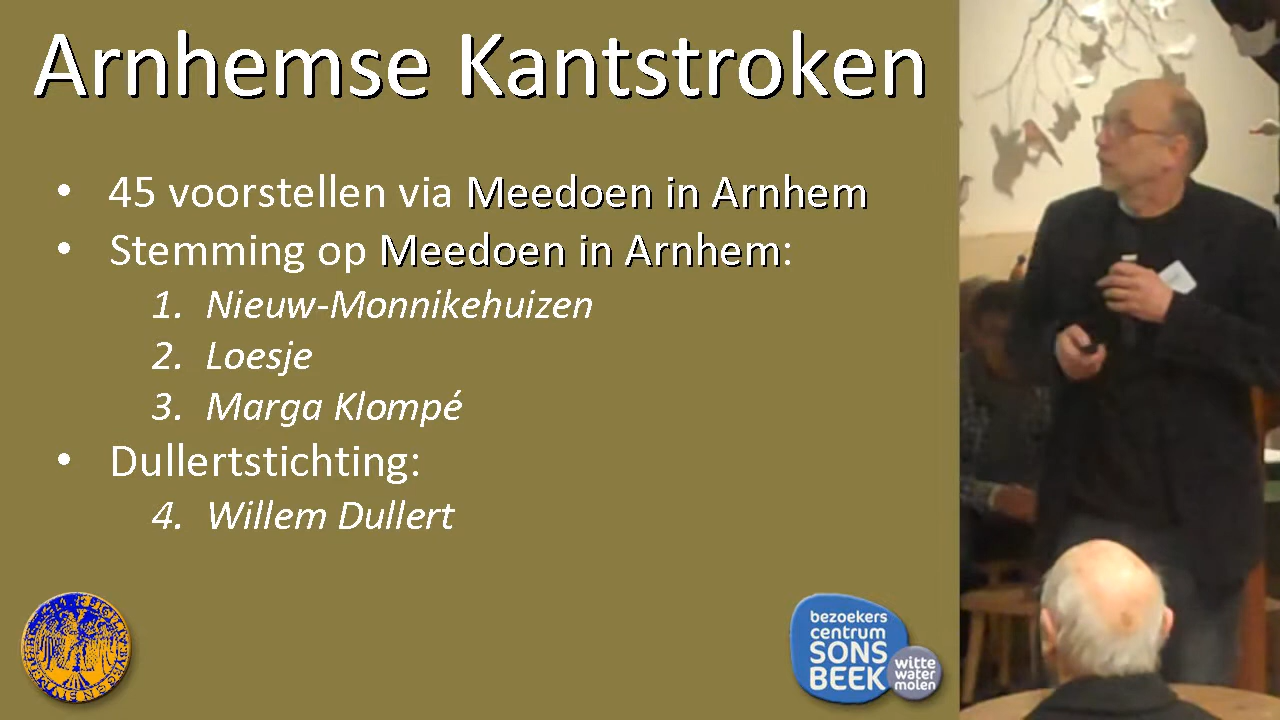 Arnhemse Kantstroken
• 45 voorstellen via Meedoen in Arnhem
• Stemming op Meedoen in Arnhem:
1. Nieuw-Monnikehuizen
2. Loesje
3. Marga Klompé
• Dullertstichting:
4. Willem Dullert
bezoekers
centrum
SONS
BEEK
witte
water
molen